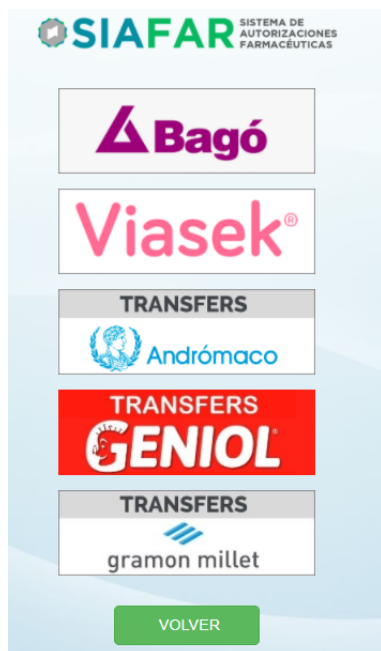 SIAFAR SISTEMA DE
AUTORIZACIONES
FARMACÉUTICAS
Bagó
Viasek®
TRANSFERS
Andrómaco
TRANSFERS
GENIOL
TRANSFERS
gramon millet
VOLVER